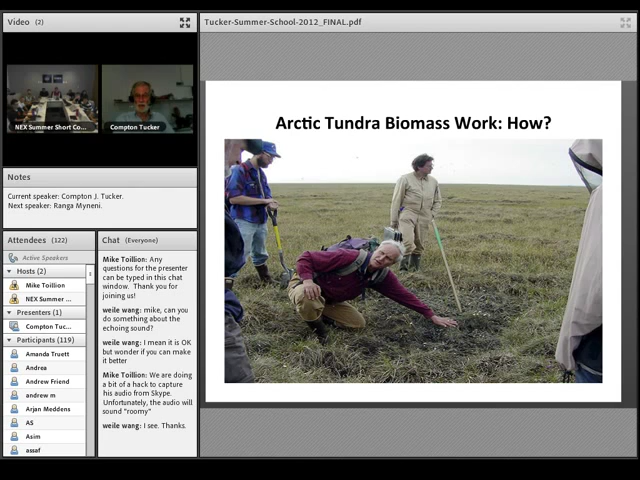 Video (2)
NEX Summer Short Co...
Compton Tucker
Notes
Current speaker: Compton J. Tucker.
Next speaker: Ranga Myneni.
Attendees (122)
Active Speakers
Hosts (2)
Mike Toillion
NEX Summer ...
Presenters (1)
Compton Tuc...
Participants (119)
Amanda Truett
Andrea
Andrew Friend
andrew m
Arjan Meddens
AS
Asim
assaf
Chat (Everyone)
Mike Toillion: Any
questions for the presenter
can be typed in this chat
window. Thank you for
joining us!
weile wang: mike, can you
do something about the
echoing sound?
weile wang: I mean it is OK
but wonder if you can make
it better
Mike Toillion: We are doing
a bit of a hack to capture
his audio from Skype.
Unfortunately, the audio will
sound "roomy"
weile wang: I see. Thanks.
Tucker-Summer-School-2012_FINAL.pdf
Arctic Tundra Biomass Work: How?